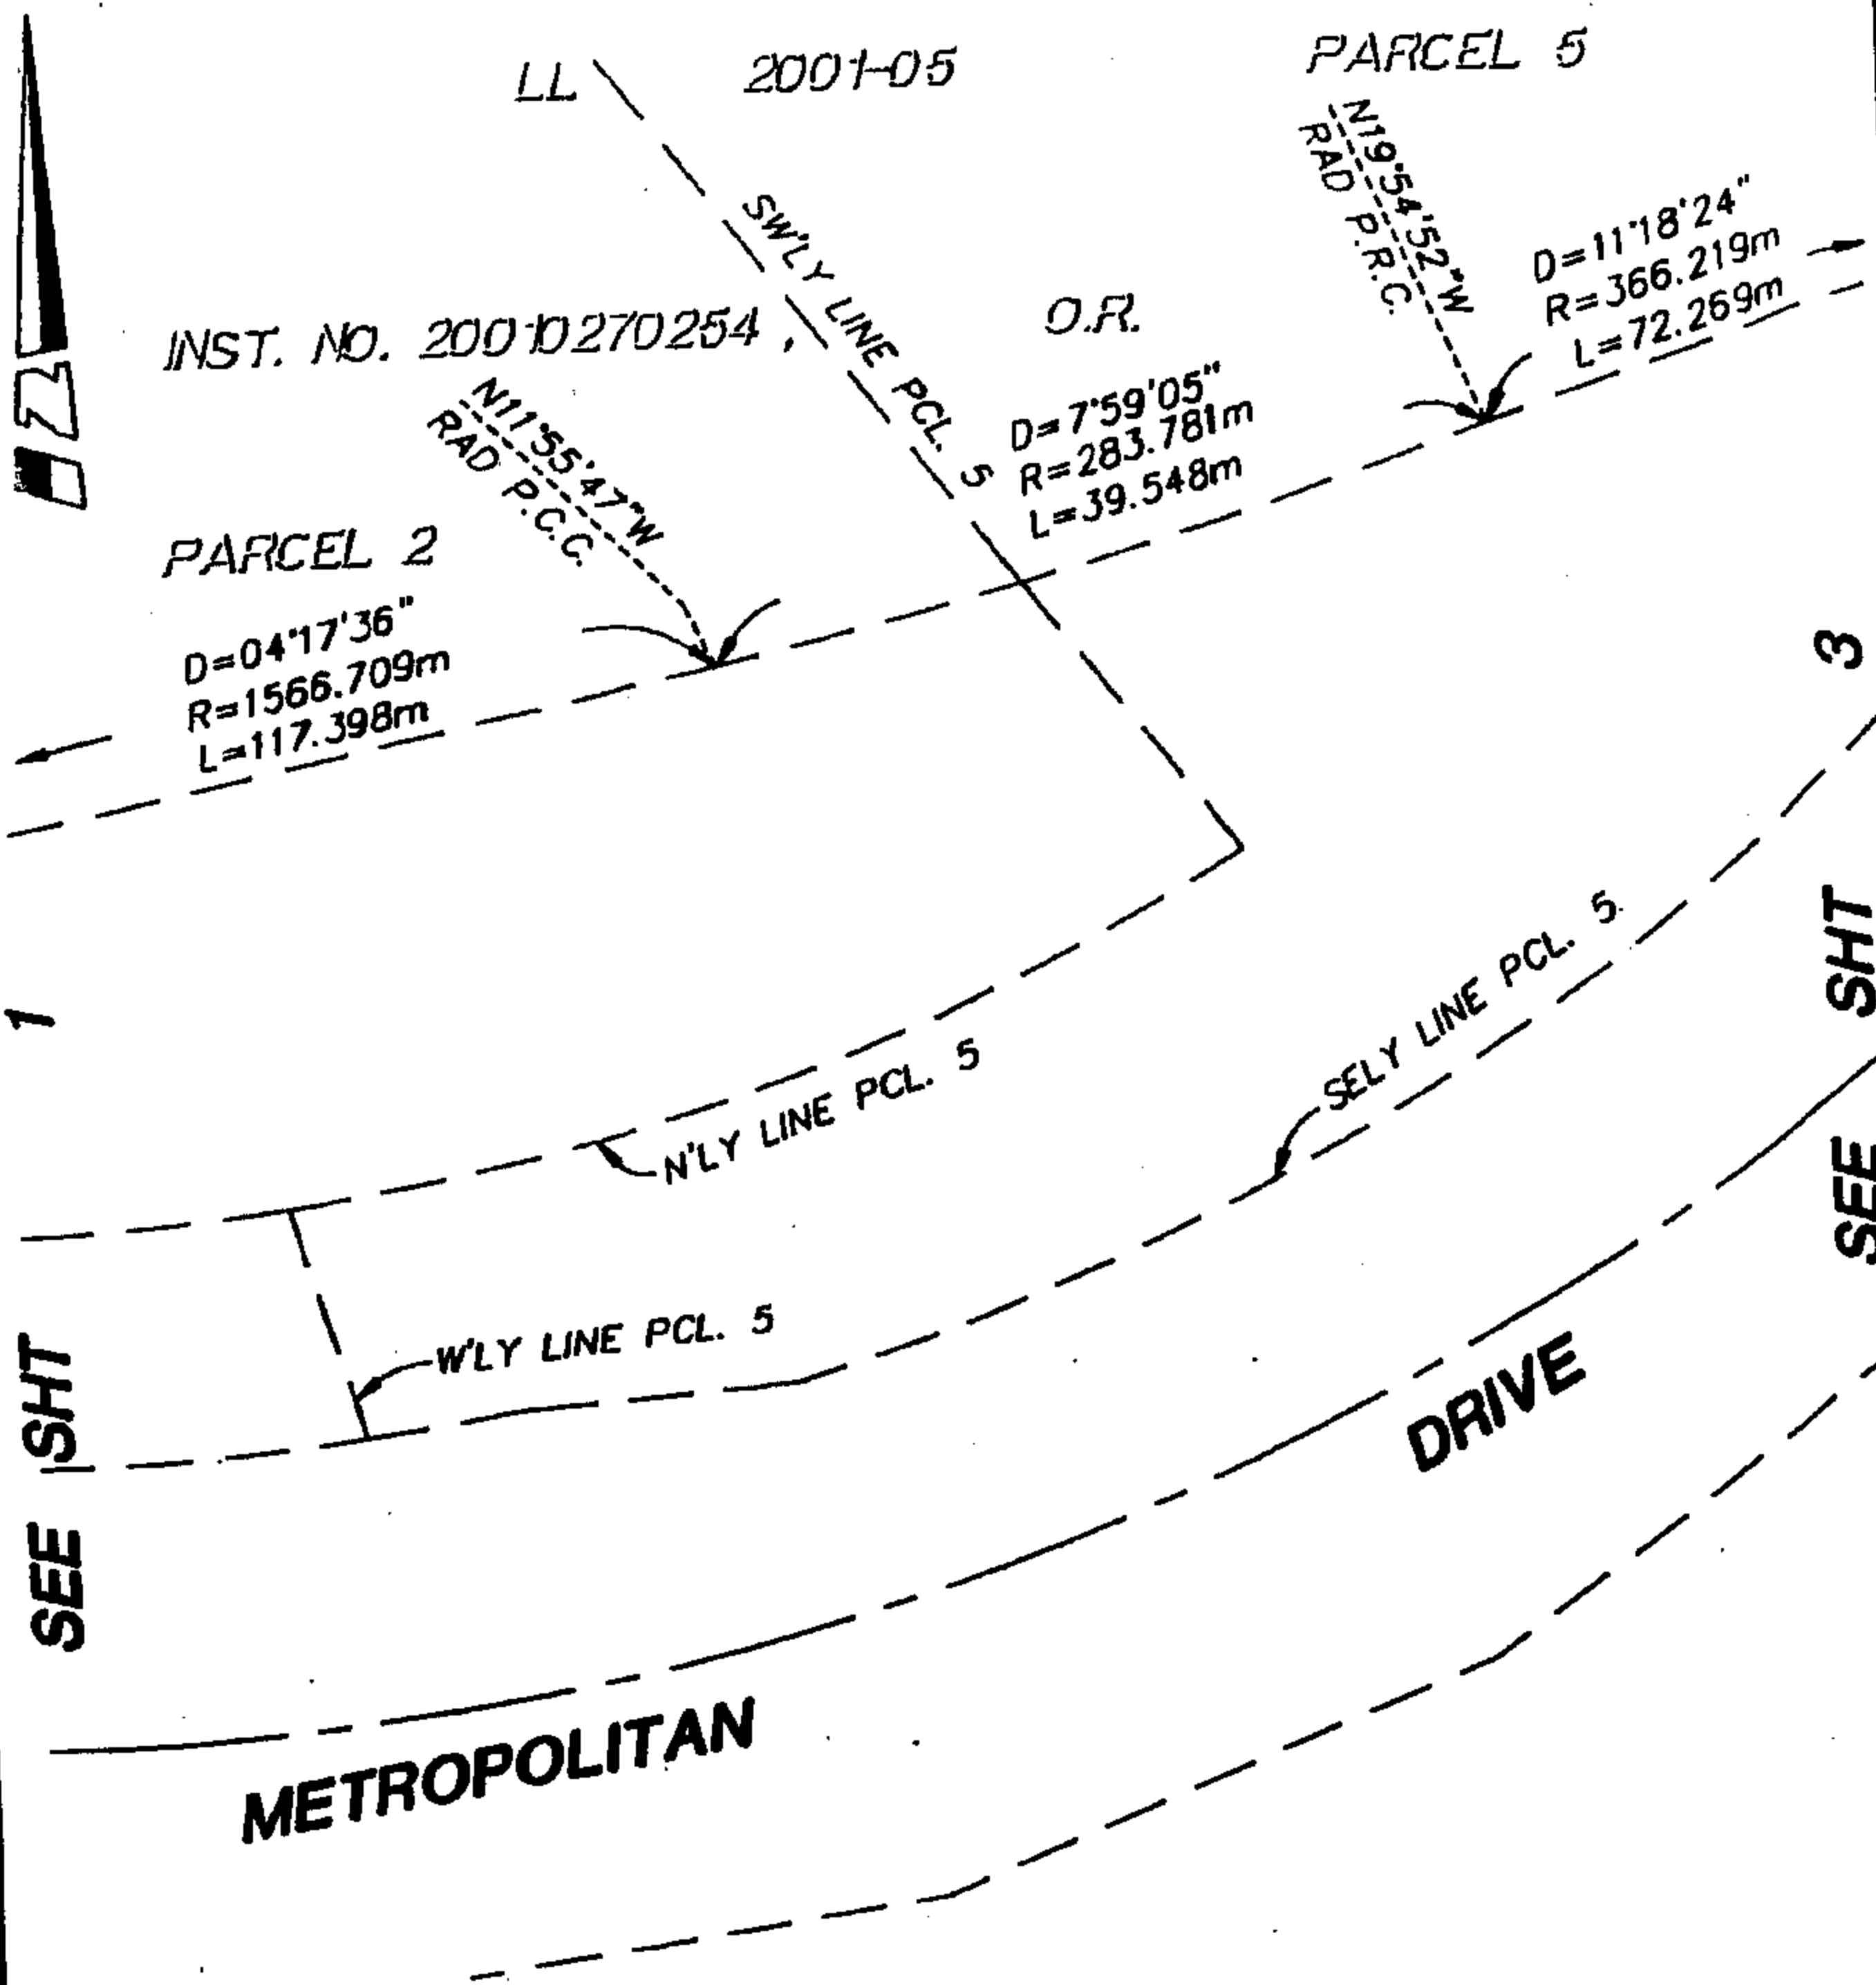 LL 2001-05
PARCEL 5
N19°54'52"W
RAD P.R.C.
D=11°18'24"
R=366.219m
L=72.269m
SW'LY LINE PCL. 5
INST. NO. 20010270254, O.R.
N11°55'47"W
RAD P.C.C.
D=7°59'05"
R=283.781m
L=39.548m
PARCEL 2
D=04°17'36"
R=1566.709m
L=117.398m
N'LY LINE PCL. 5
SELY LINE PCL. 5
W'LY LINE PCL. 5
SEE SHT 1
SEE SHT 3
METROPOLITAN DRIVE